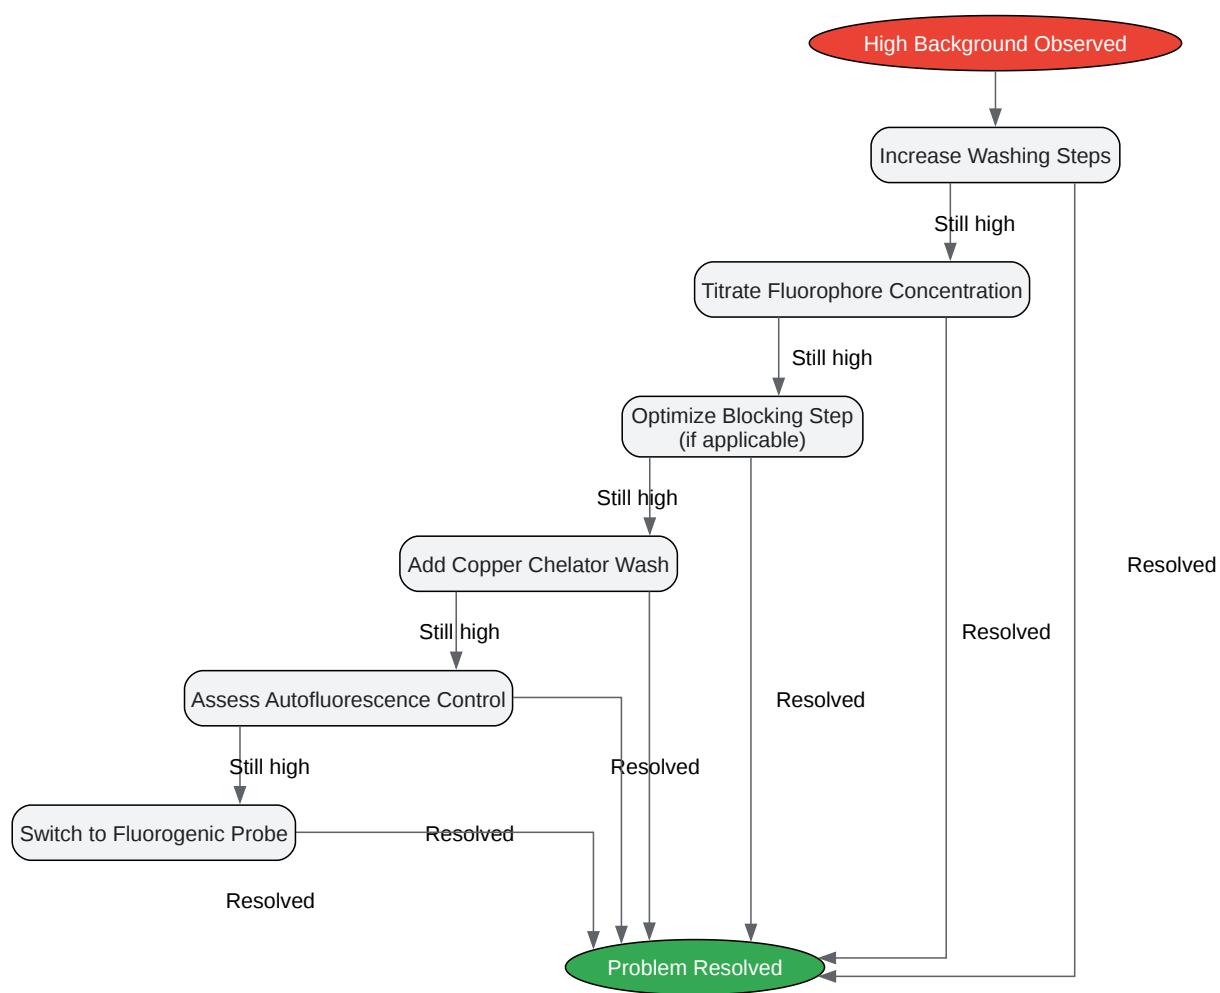 High Background Observed
Increase Washing Steps
Still high
Titrate Fluorophore Concentration
Still high
Optimize Blocking Step
(if applicable)
Still high
Add Copper Chelator Wash
Resolved
Still high
Resolved
Assess Autofluorescence Control
Resolved
Still high
Resolved
Switch to Fluorogenic Probe
Resolved
Resolved
Problem Resolved